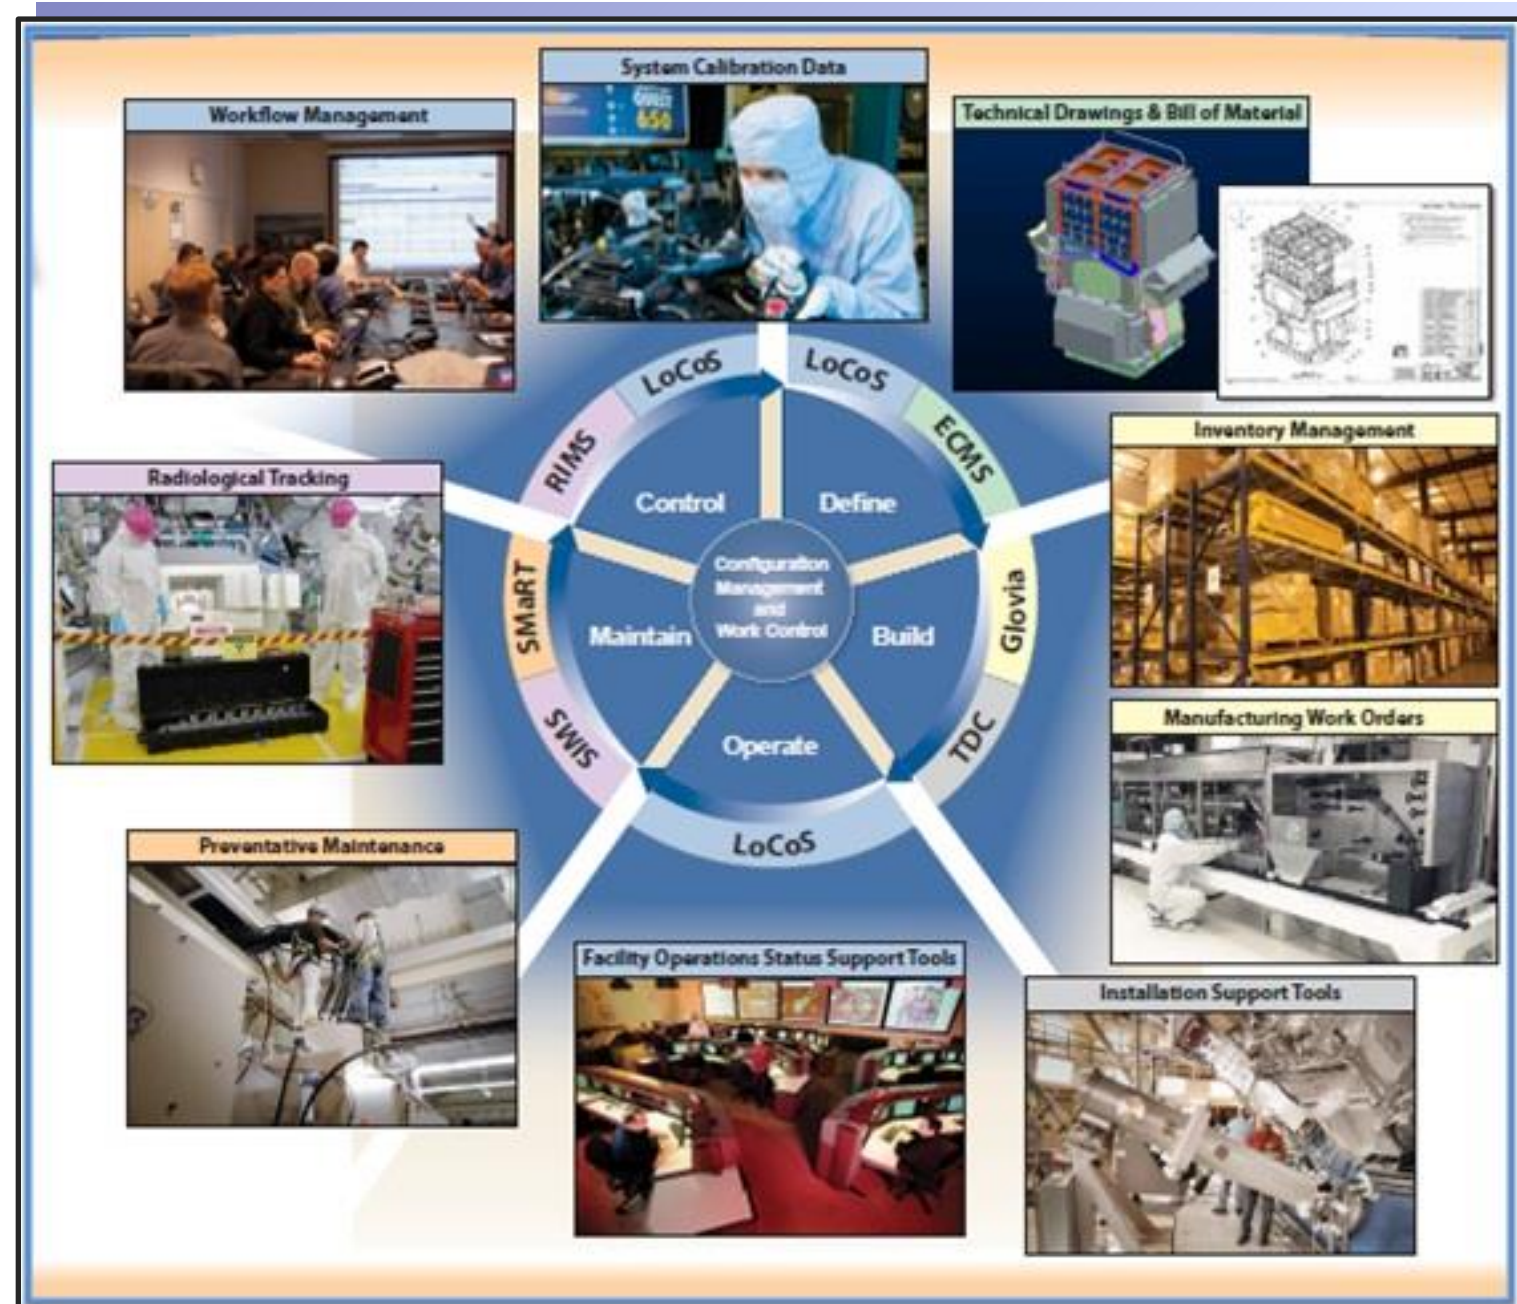 System Calibration Data
Workflow Management
Technical Drawings & Bill of Material
Inventory Management
Radiological Tracking
Manufacturing Work Orders
Preventative Maintenance
Facility Operations Status Support Tools
Installation Support Tools
LoCoS
LoCoS
ECMS
Glovia
TDC
LoCoS
SWIS
SMaRT
RIMS
Control
Define
Build
Operate
Maintain
Configuration
Management
and
Work Control